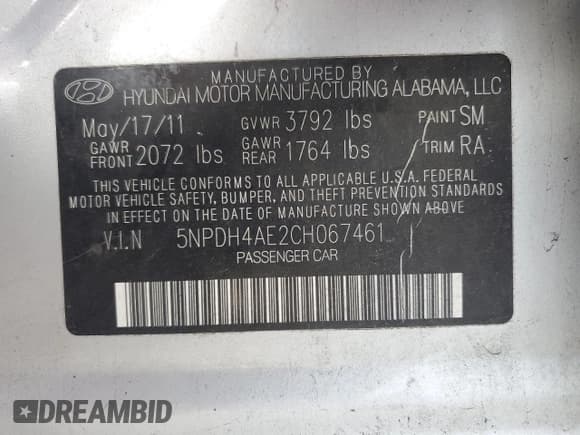 MANUFACTURED BY
HYUNDAI MOTOR MANUFACTURING ALABAMA, LLC
May/17/11 GVWR 3792 lbs PAINT SM
GAWR FRONT 2072 lbs GAWR REAR 1764 lbs TRIM RA
THIS VEHICLE CONFORMS TO ALL APPLICABLE U.S.A. FEDERAL
MOTOR VEHICLE SAFETY, BUMPER, AND THEFT PREVENTION STANDARDS
IN EFFECT ON THE DATE OF MANUFACTURE SHOWN ABOVE
V.I.N 5NPDH4AE2CH067461
PASSENGER CAR
DREAMBID